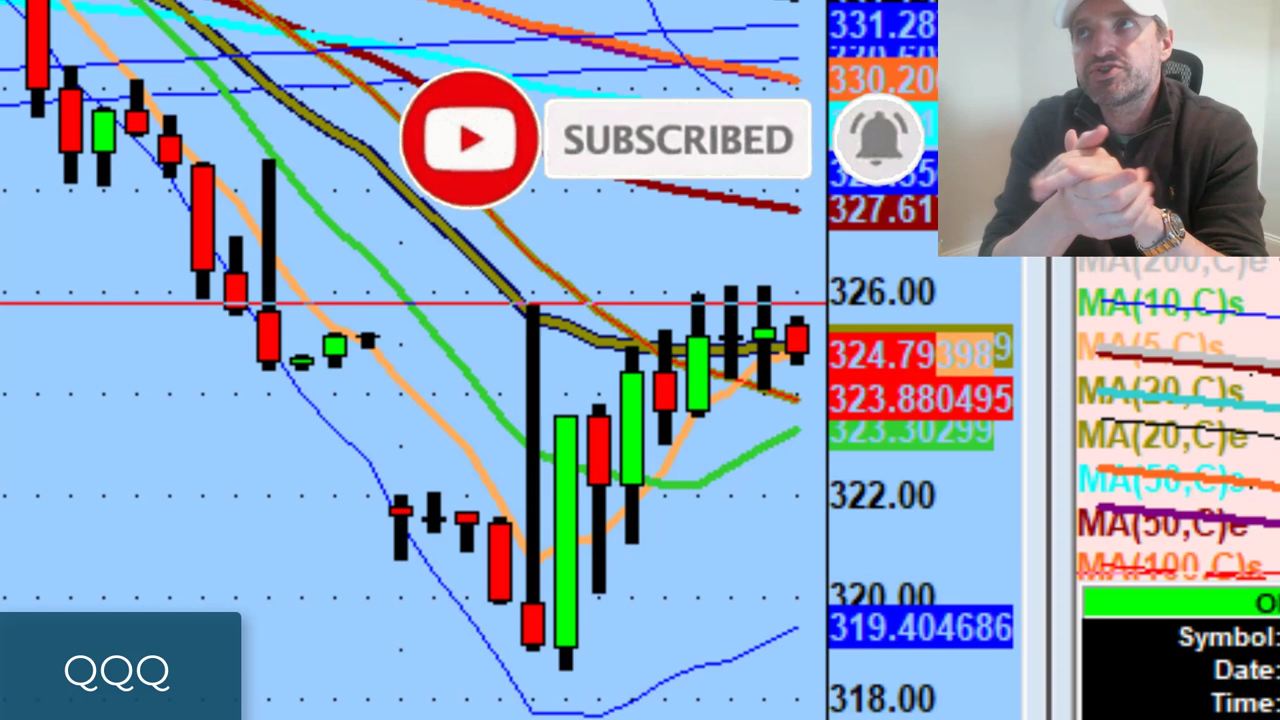 331.28
330.20
SUBSCRIBED
327.61
326.00
324.79
398
9
323.880495
323.30299
322.00
320.00
319.404686
318.00
MA(200,C)e
MA(10,C)s
MA(5,C)s
MA(20,C)s
MA(20,C)e
MA(50,C)s
MA(50,C)e
MA(100,C)s
Symbol:
Date:
Time:
QQQ